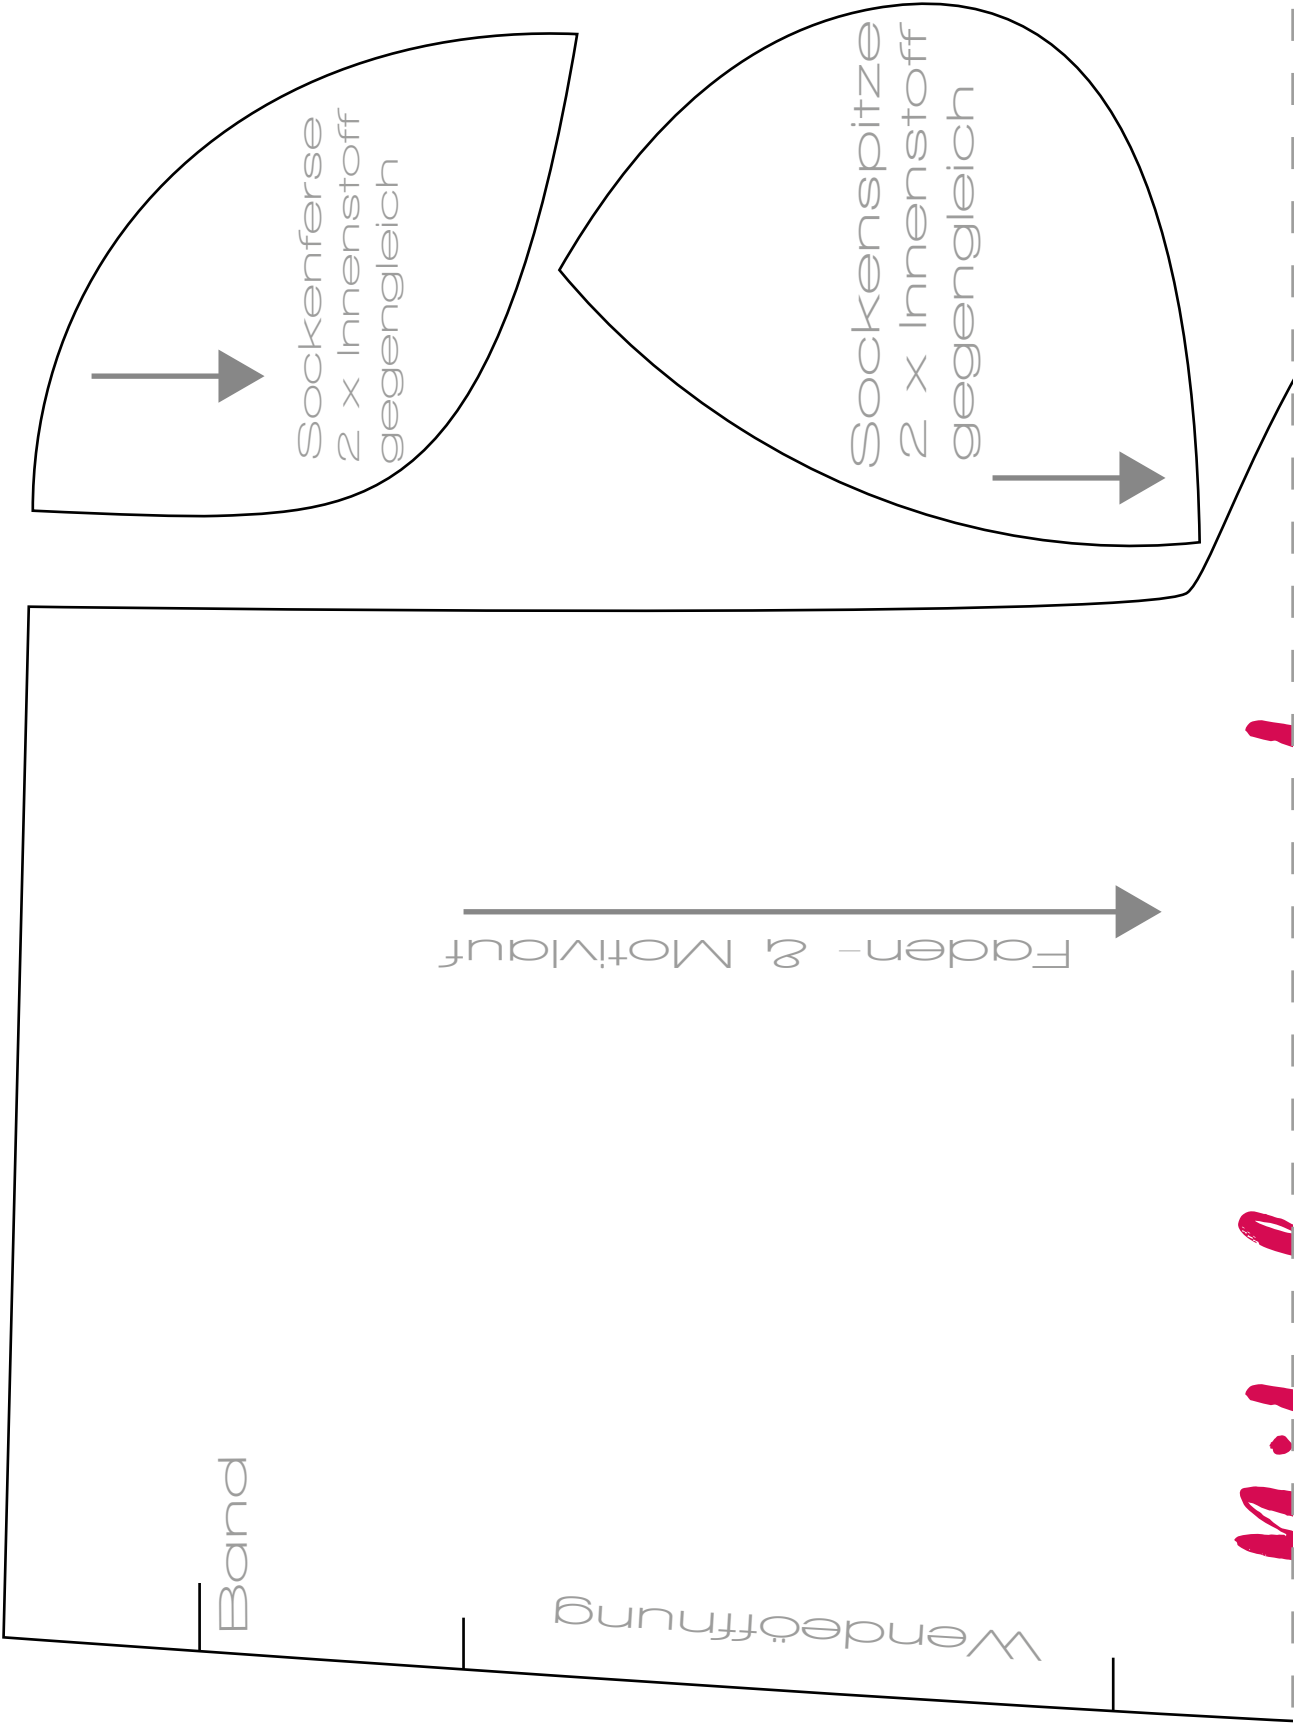 Sockenferse
2 x Innenstoff
gegengleich
Sockenspitze
2 x Innenstoff
gegengleich
Faden- & Motivlauf
Band
Wendeöffnung